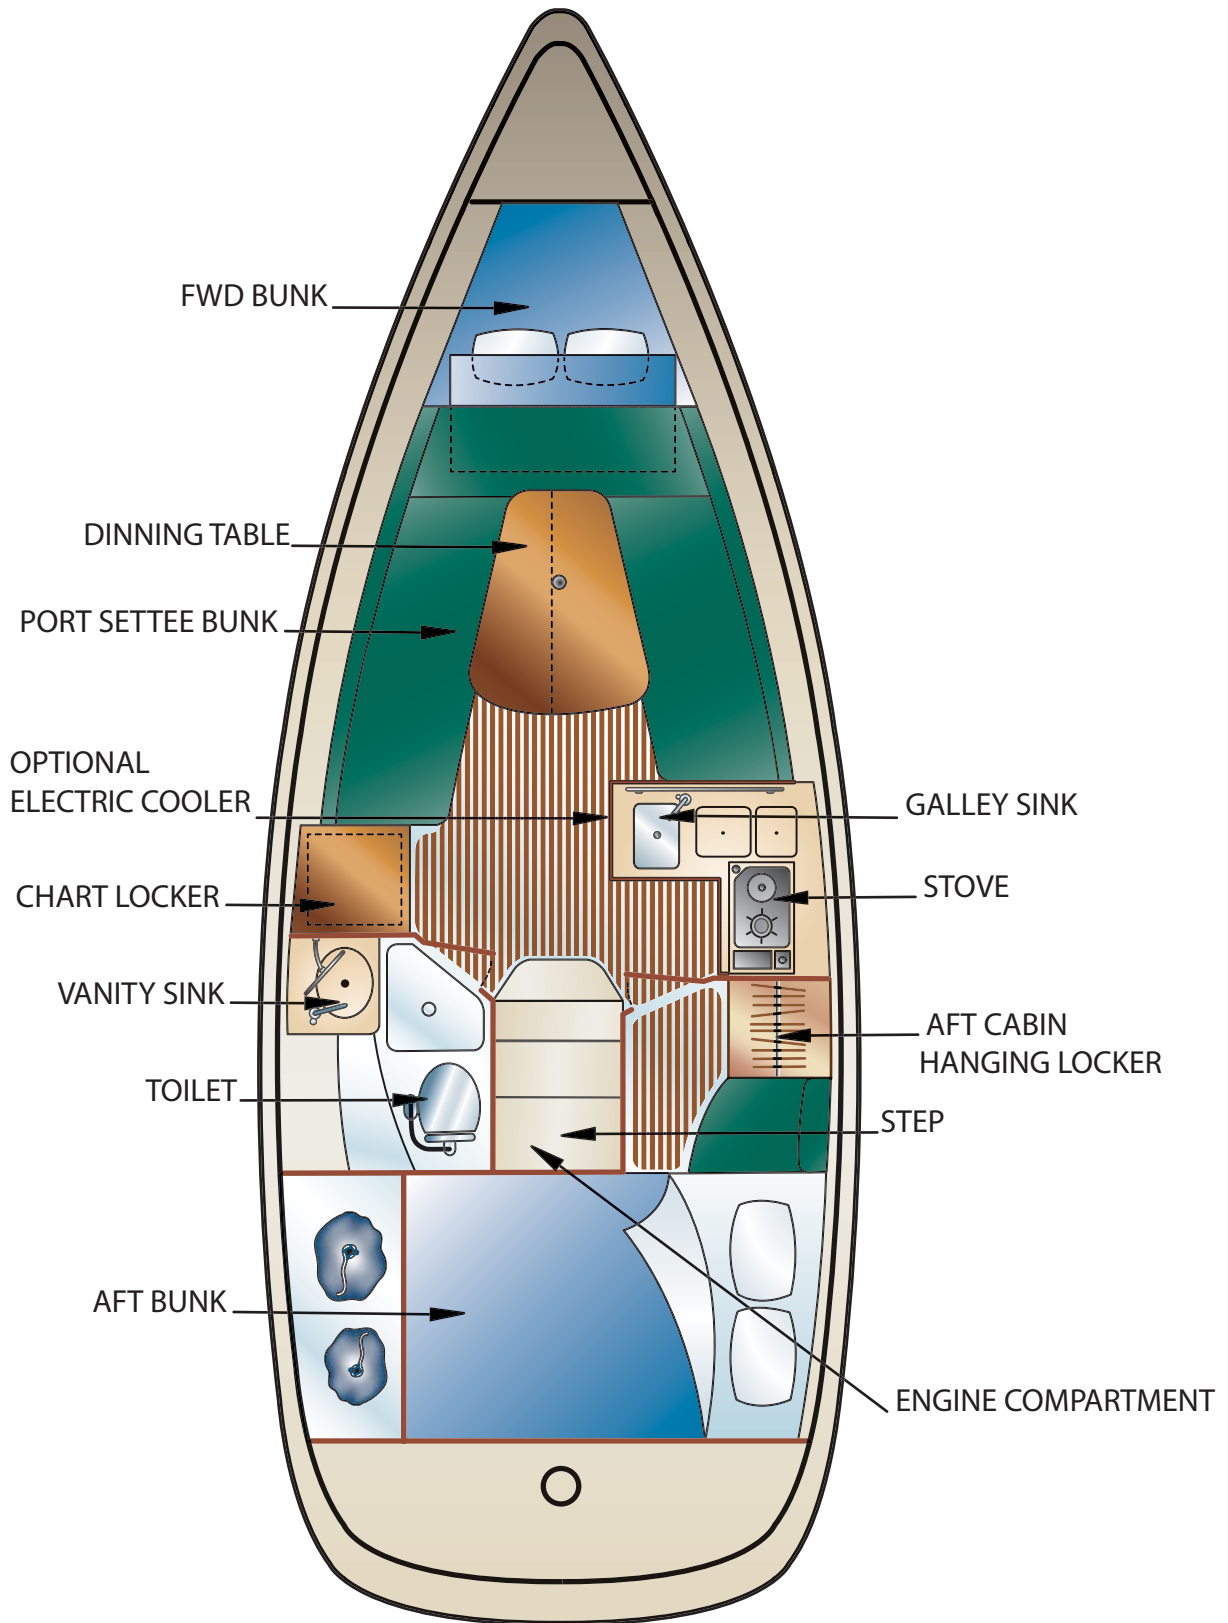 FWD BUNK
DINNING TABLE
PORT SETTEE BUNK
OPTIONAL
ELECTRIC COOLER
GALLEY SINK
STOVE
CHART LOCKER
VANITY SINK
AFT CABIN
HANGING LOCKER
TOILET
STEP
AFT BUNK
ENGINE COMPARTMENT